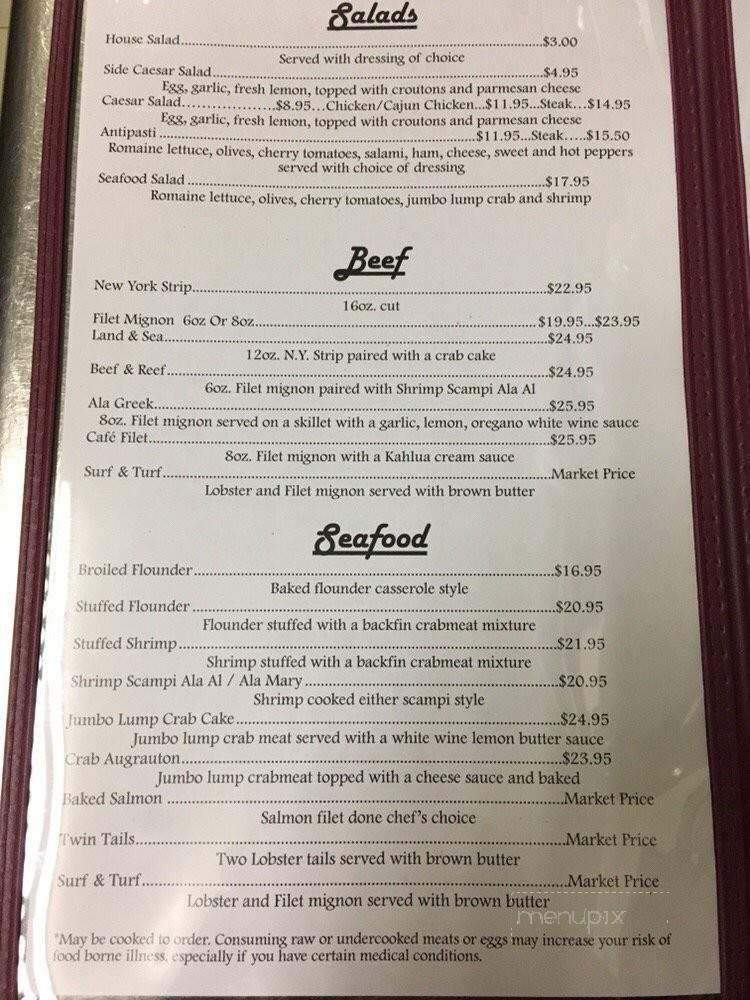 Salads
House Salad..............................$3.00
Served with dressing of choice
Side Caesar Salad..............................$4.95
Egg, garlic, fresh lemon, topped with croutons and parmesan cheese
Caesar Salad..................$8.95...Chicken/Cajun Chicken...$11.95...Steak...$14.95
Egg, garlic, fresh lemon, topped with croutons and parmesan cheese
Antipasti ..............................$11.95...Steak.....$15.50
Romaine lettuce, olives, cherry tomatoes, salami, ham, cheese, sweet and hot peppers
served with choice of dressing
Seafood Salad ..............................$17.95
Romaine lettuce, olives, cherry tomatoes, jumbo lump crab and shrimp
Beef
New York Strip..............................$22.95
16oz. cut
Filet Mignon 6oz Or 8oz..............................$19.95...$23.95
Land & Sea..............................$24.95
12oz. N.Y. Strip paired with a crab cake
Beef & Reef..............................$24.95
6oz. Filet mignon paired with Shrimp Scampi Ala Al
Ala Greek..............................$25.95
8oz. Filet mignon served on a skillet with a garlic, lemon, oregano white wine sauce
Café Filet..............................$25.95
8oz. Filet mignon with a Kahlua cream sauce
Surf & Turf..............................Market Price
Lobster and Filet mignon served with brown butter
Seafood
Broiled Flounder..............................$16.95
Baked flounder casserole style
Stuffed Flounder ..............................$20.95
Flounder stuffed with a backfin crabmeat mixture
Stuffed Shrimp..............................$21.95
Shrimp stuffed with a backfin crabmeat mixture
Shrimp Scampi Ala Al / Ala Mary..............................$20.95
Shrimp cooked either scampi style
Jumbo Lump Crab Cake..............................$24.95
Jumbo lump crab meat served with a white wine lemon butter sauce
Crab Augrauton..............................$23.95
Jumbo lump crabmeat topped with a cheese sauce and baked
Baked Salmon ..............................Market Price
Salmon filet done chef's choice
Twin Tails..............................Market Price
Two Lobster tails served with brown butter
Surf & Turf..............................Market Price
Lobster and Filet mignon served with brown butter
menupix
*May be cooked to order. Consuming raw or undercooked meats or eggs may increase your risk of
food borne illness, especially if you have certain medical conditions.